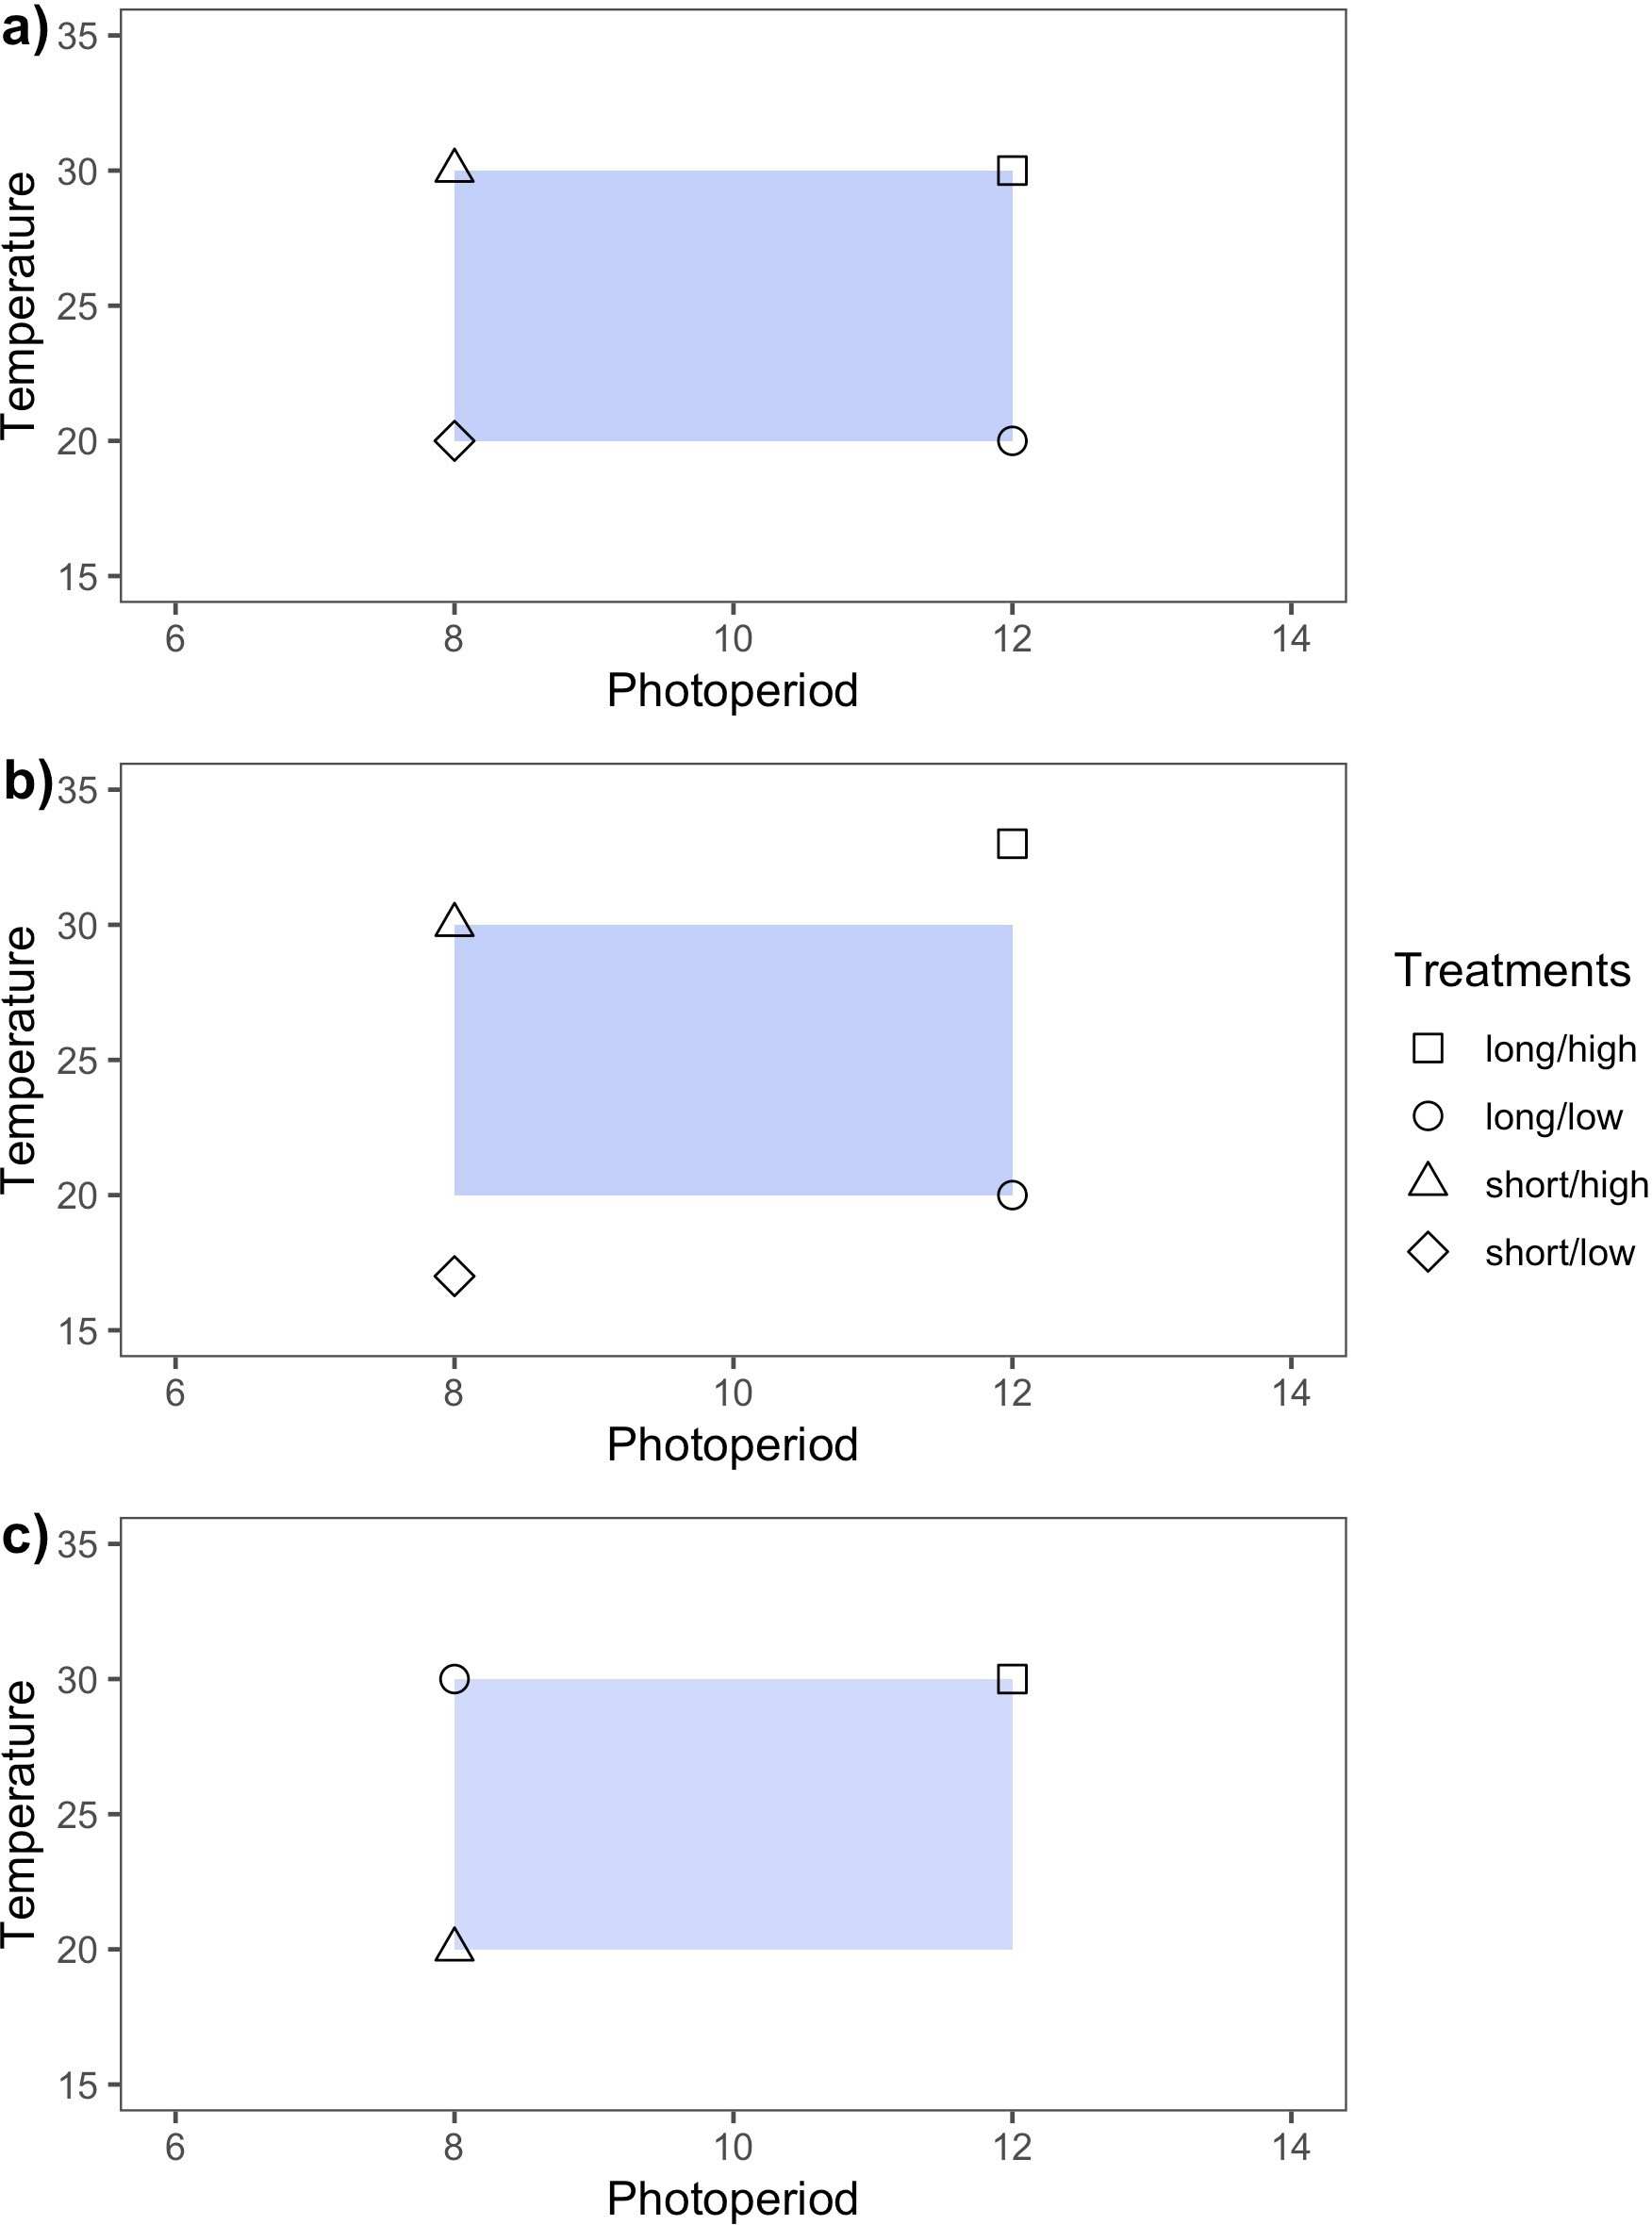 a)
35
30
25
20
15
Temperature
6 8 10 12 14
Photoperiod
b)
35
30
25
20
15
Temperature
6 8 10 12 14
Photoperiod
Treatments
long/high
long/low
short/high
short/low
c)
35
30
25
20
15
Temperature
6 8 10 12 14
Photoperiod